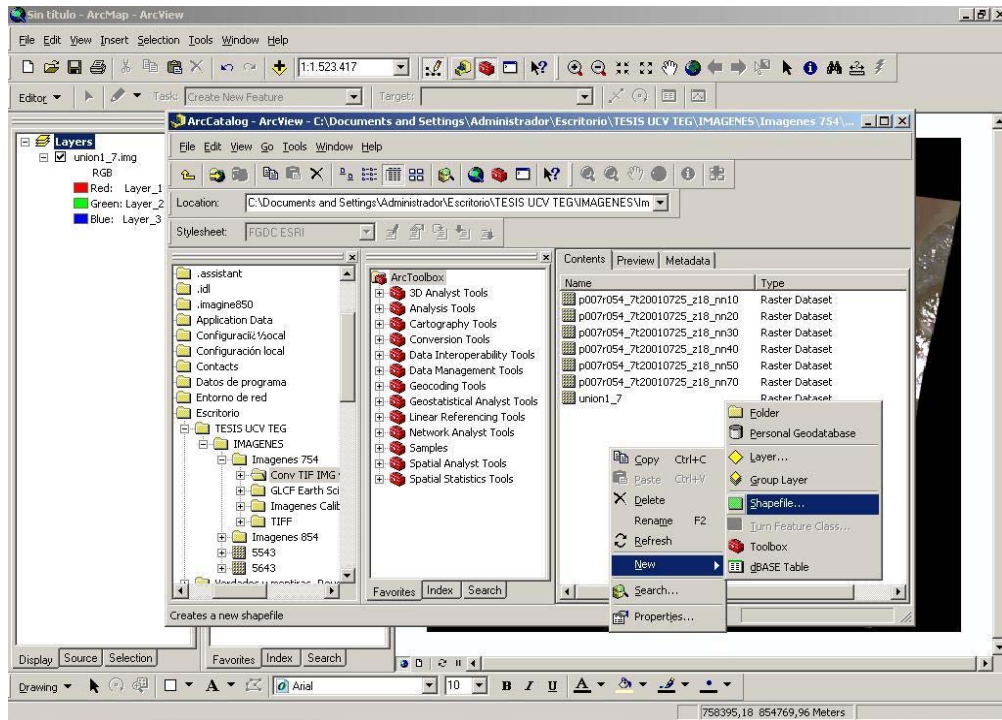 Sin título - ArcMap - ArcView
File Edit View Insert Selection Tools Window Help
1:1.523.417
Editor Task: Create New Feature Target:
Layers
union1_7.img
RGB
Red: Layer_1
Green: Layer_2
Blue: Layer_3
ArcCatalog - ArcView - C:\Documents and Settings\Administrador\Escritorio\TESIS UCV TEG\IMAGENES\Imagenes 754\...
File Edit View Go Tools Window Help
Location: C:\Documents and Settings\Administrador\Escritorio\TESIS UCV TEG\IMAGENES\Im
Stylesheet: FGDC ESRI
.assistant
.idl
.imagine850
Application Data
Configuración local
Contacts
Datos de programa
Entorno de red
Escritorio
TESIS UCV TEG
IMAGENES
Imagenes 754
Conv TIF IMG
GLCF Earth Sci
Imagenes Calib
TIFF
Imagenes 854
5543
5643
ArcToolbox
3D Analyst Tools
Analysis Tools
Cartography Tools
Conversion Tools
Data Interoperability Tools
Data Management Tools
Geocoding Tools
Geostatistical Analyst Tools
Linear Referencing Tools
Network Analyst Tools
Samples
Spatial Analyst Tools
Spatial Statistics Tools
Favorites Index Search
Contents Preview Metadata
Name Type
p007r054_7t20010725_z18_nn10 Raster Dataset
p007r054_7t20010725_z18_nn20 Raster Dataset
p007r054_7t20010725_z18_nn30 Raster Dataset
p007r054_7t20010725_z18_nn40 Raster Dataset
p007r054_7t20010725_z18_nn50 Raster Dataset
p007r054_7t20010725_z18_nn70 Raster Dataset
union1_7 Raster Dataset
Copy Ctrl+C
Paste Ctrl+V
Delete
Rename F2
Refresh
New
Search...
Properties...
Folder
Personal Geodatabase
Layer...
Group Layer
Shapefile...
Turn Feature Class...
Toolbox
dBASE Table
Creates a new shapefile
Display Source Selection
Favorites Index Search
Drawing A Arial 10 B I U A
758395,18 854769,96 Meters